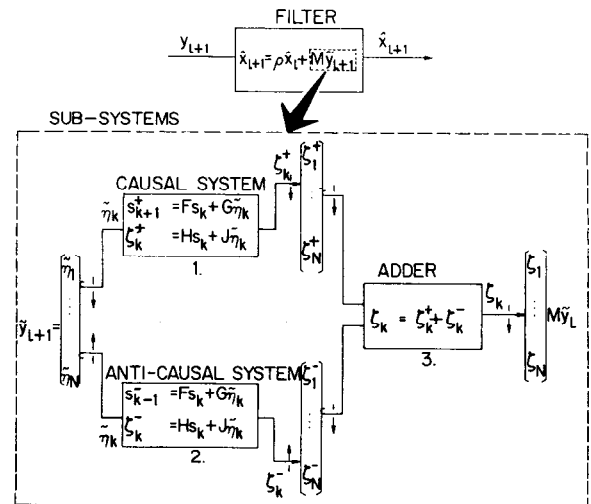 FILTER
y_{l+1}
x̂_{l+1} = ρx̂_l + Mỹ_{k+1}
x̂_{l+1}
SUB-SYSTEMS
CAUSAL SYSTEM
η̃_k
s⁺_{k+1} = Fs_k + Gη̃_k
ζ⁺_k = Hs_k + Jη̃_k
1.
ζ⁺_k
ζ⁺_1
ζ⁺_N
ỹ_{l+1} =
η̃_1
η̃_N
ADDER
ζ_k = ζ⁺_k + ζ⁻_k
3.
ζ_k
ζ_1
ζ_N
Mỹ_L
ANTI-CAUSAL SYSTEM
η̃_k
s⁻_{k-1} = Fs_k + Gη̃_k
ζ⁻_k = Hs_k + Jη̃_k
2.
ζ⁻_k
ζ⁻_1
ζ⁻_N